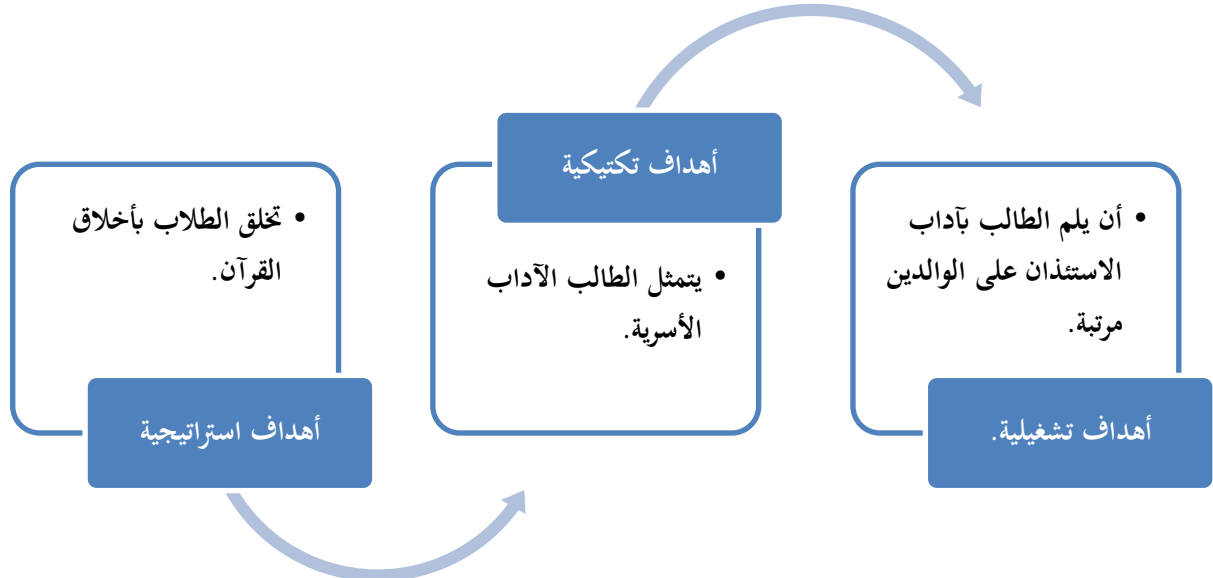 • تخلق الطلاب بأخلاق
القرآن.
أهداف استراتيجية
أهداف تكتيكية
• يتمثل الطالب الآداب
الأسرية.
• أن يلم الطالب بآداب
الاستئذان على الوالدين
مرتبة.
أهداف تشغيلية.